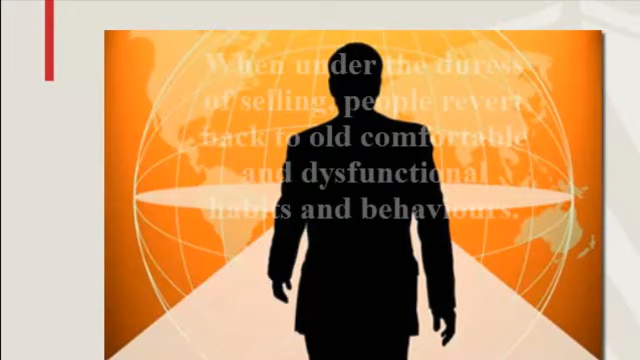 When under the duress
of selling, people revert
back to old comfortable
and dysfunctional
habits and behaviours.